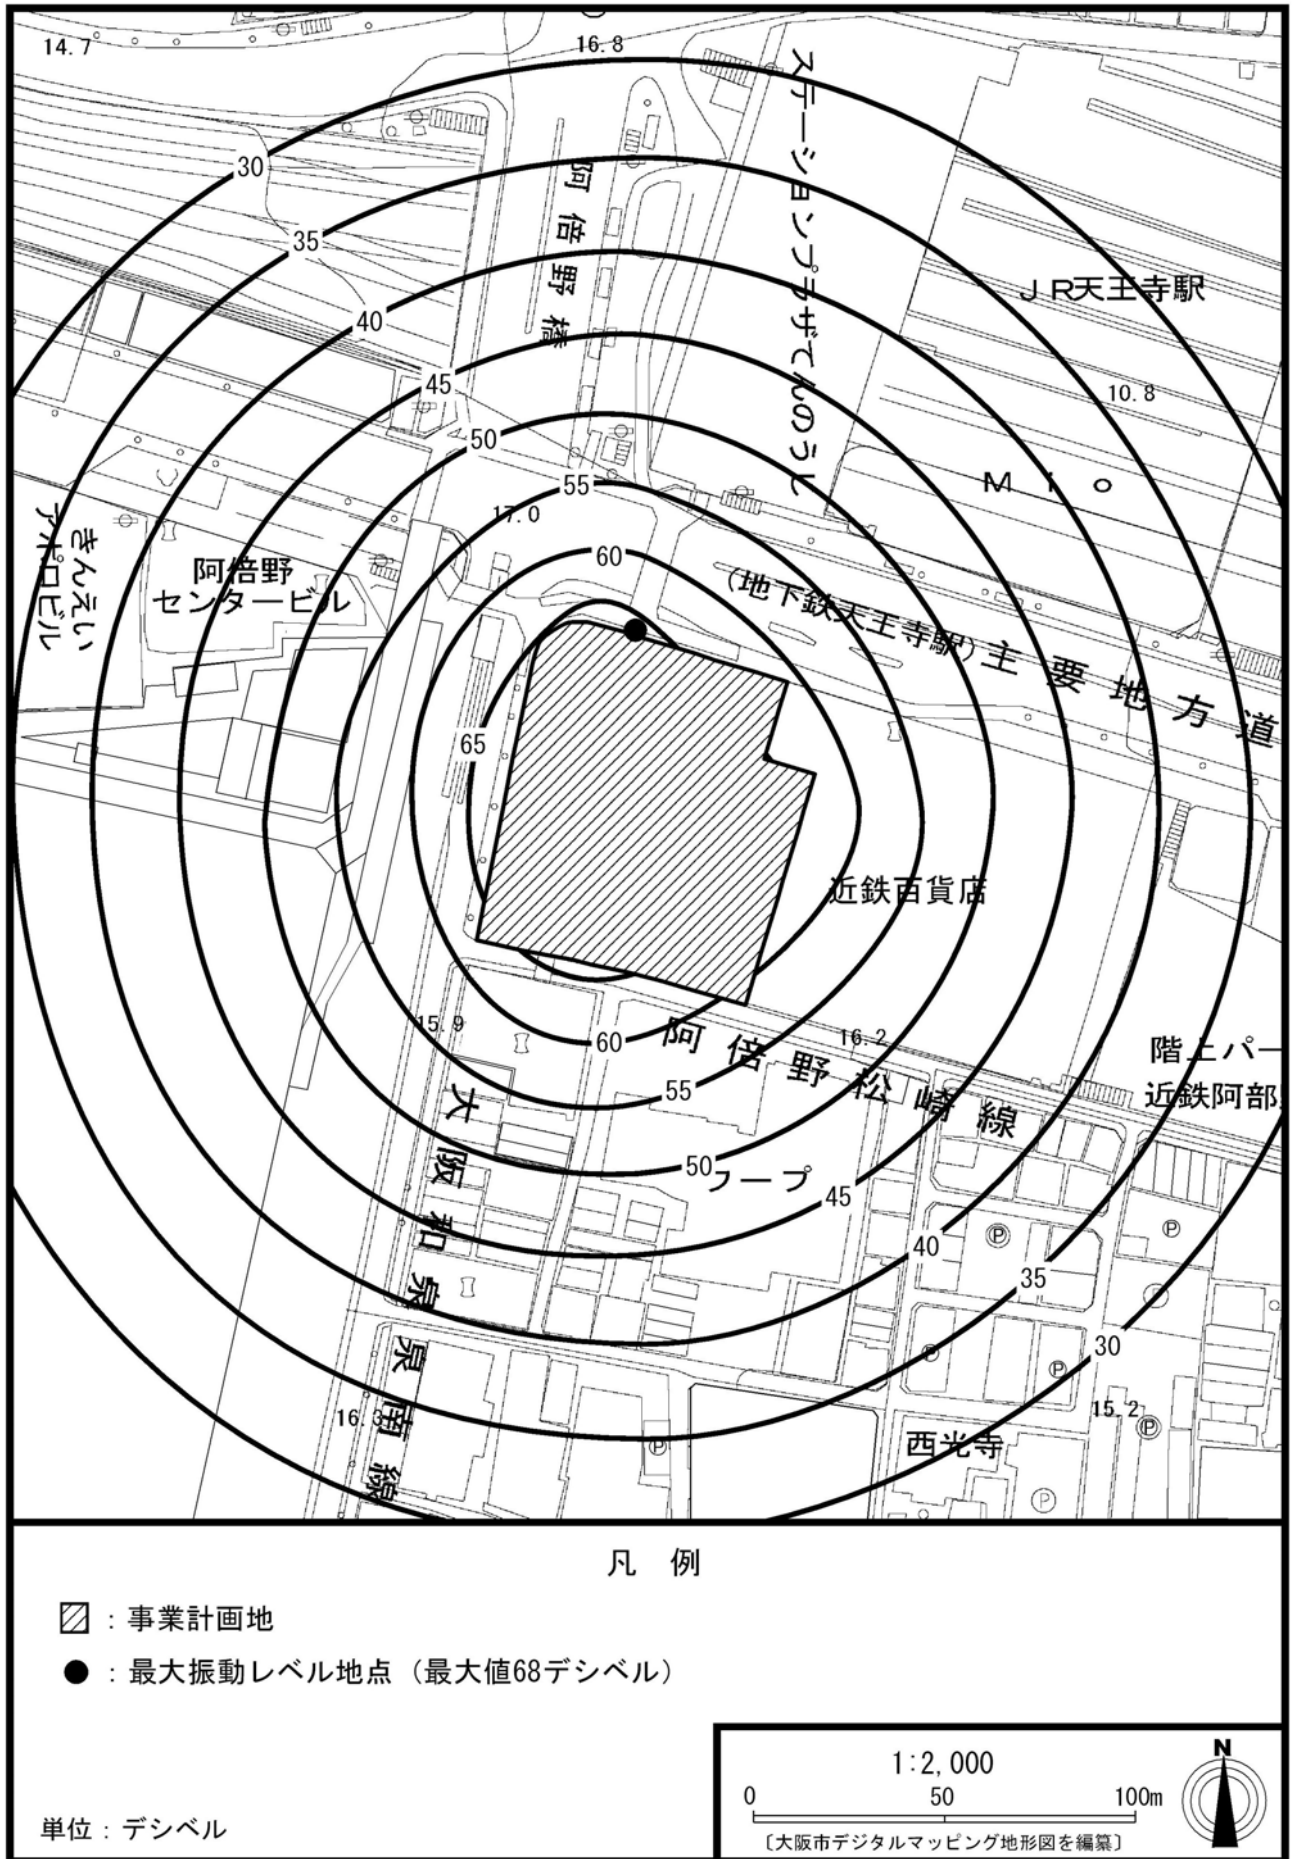 14.7
16.8
ステーションプラザてんのうじ
30
35
阿倍野橋
JR天王寺駅
40
45
10.8
50
55
Mio
17.0
60
きんえい
アポロビル
阿倍野
センタービル
(地下鉄天王寺駅)
主要地方道
65
近鉄百貨店
15.9
60
阿倍野松崎線
16.2
階上パー
近鉄阿部
55
大阪和泉泉南線
50
フープ
45
P
P
40
35
30
P
P
16.3
15.2
P
P
西光寺
P
凡 例
:事業計画地
:最大振動レベル地点(最大値68デシベル)
N
1:2,000
0 50 100m
単位:デシベル
〔大阪市デジタルマッピング地形図を編纂〕